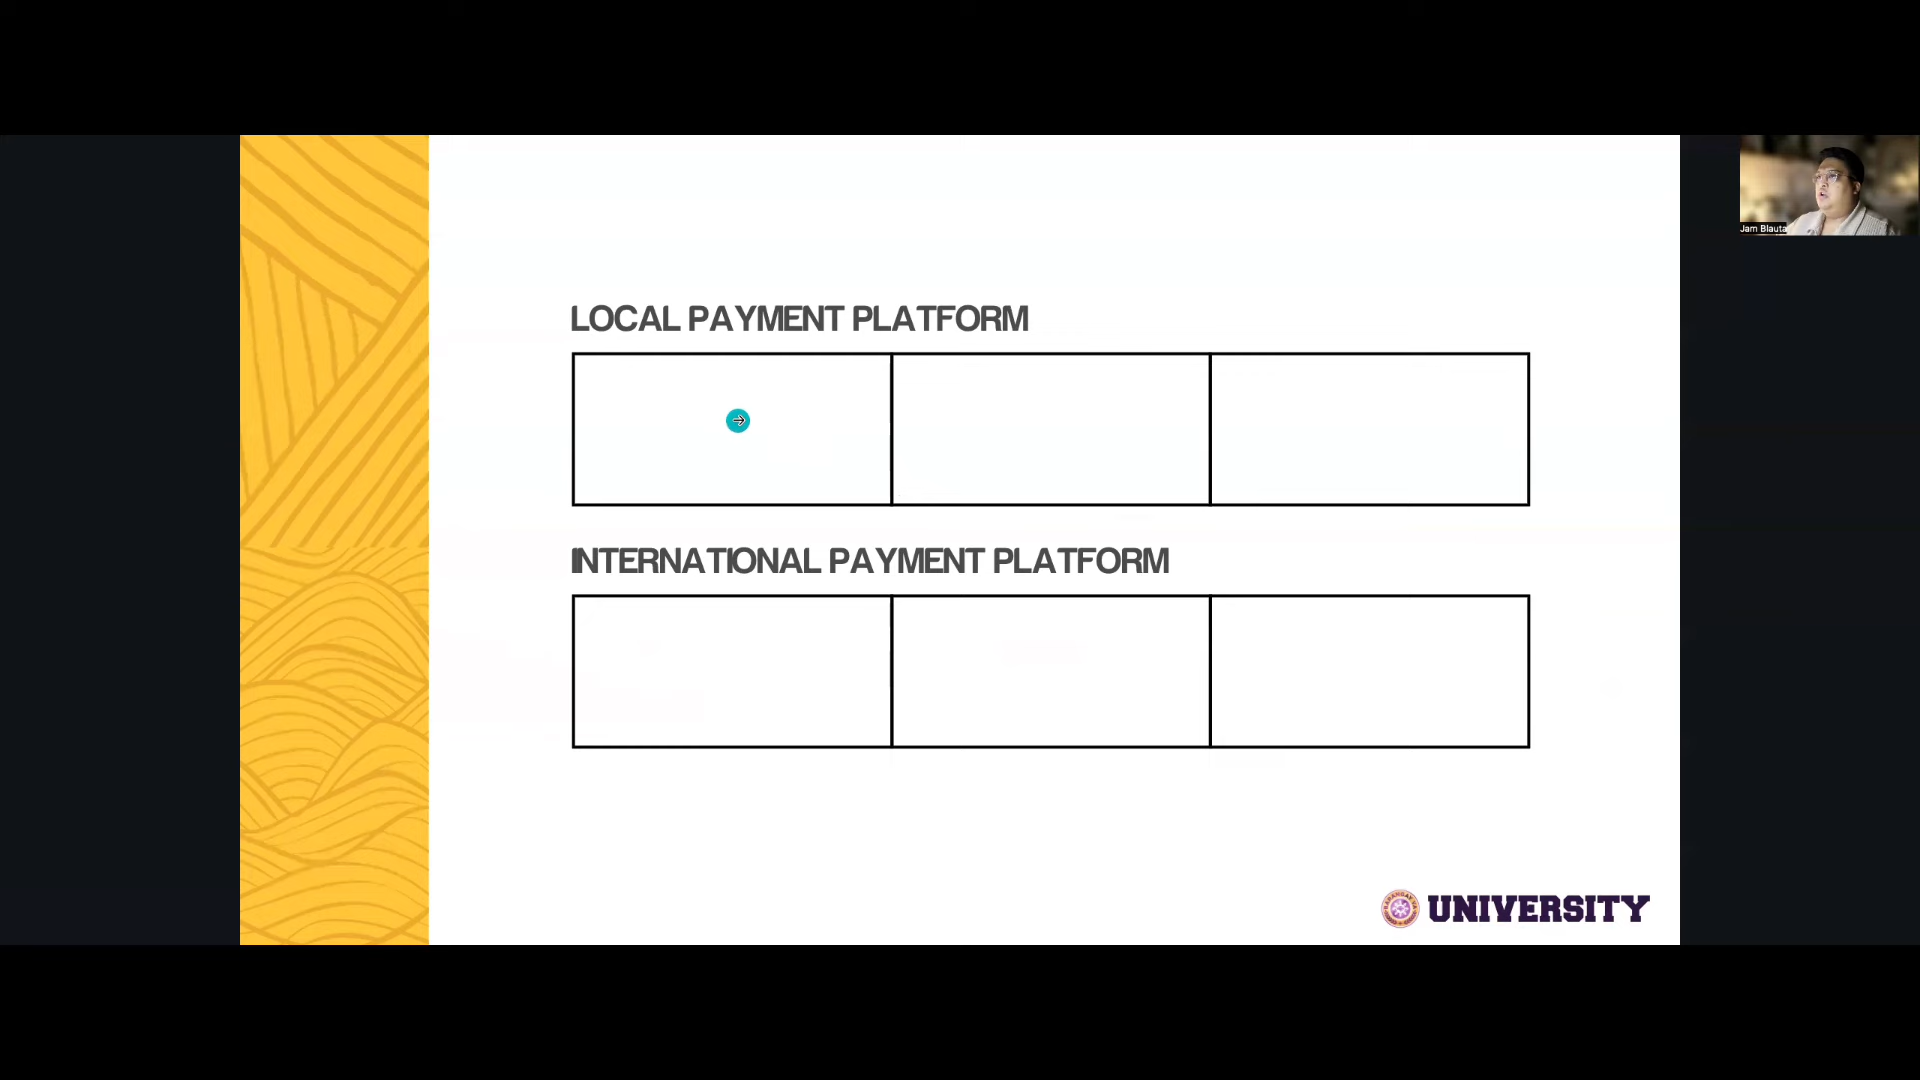 LOCAL PAYMENT PLATFORM
INTERNATIONAL PAYMENT PLATFORM
Jam Blauta
UNIVERSITY